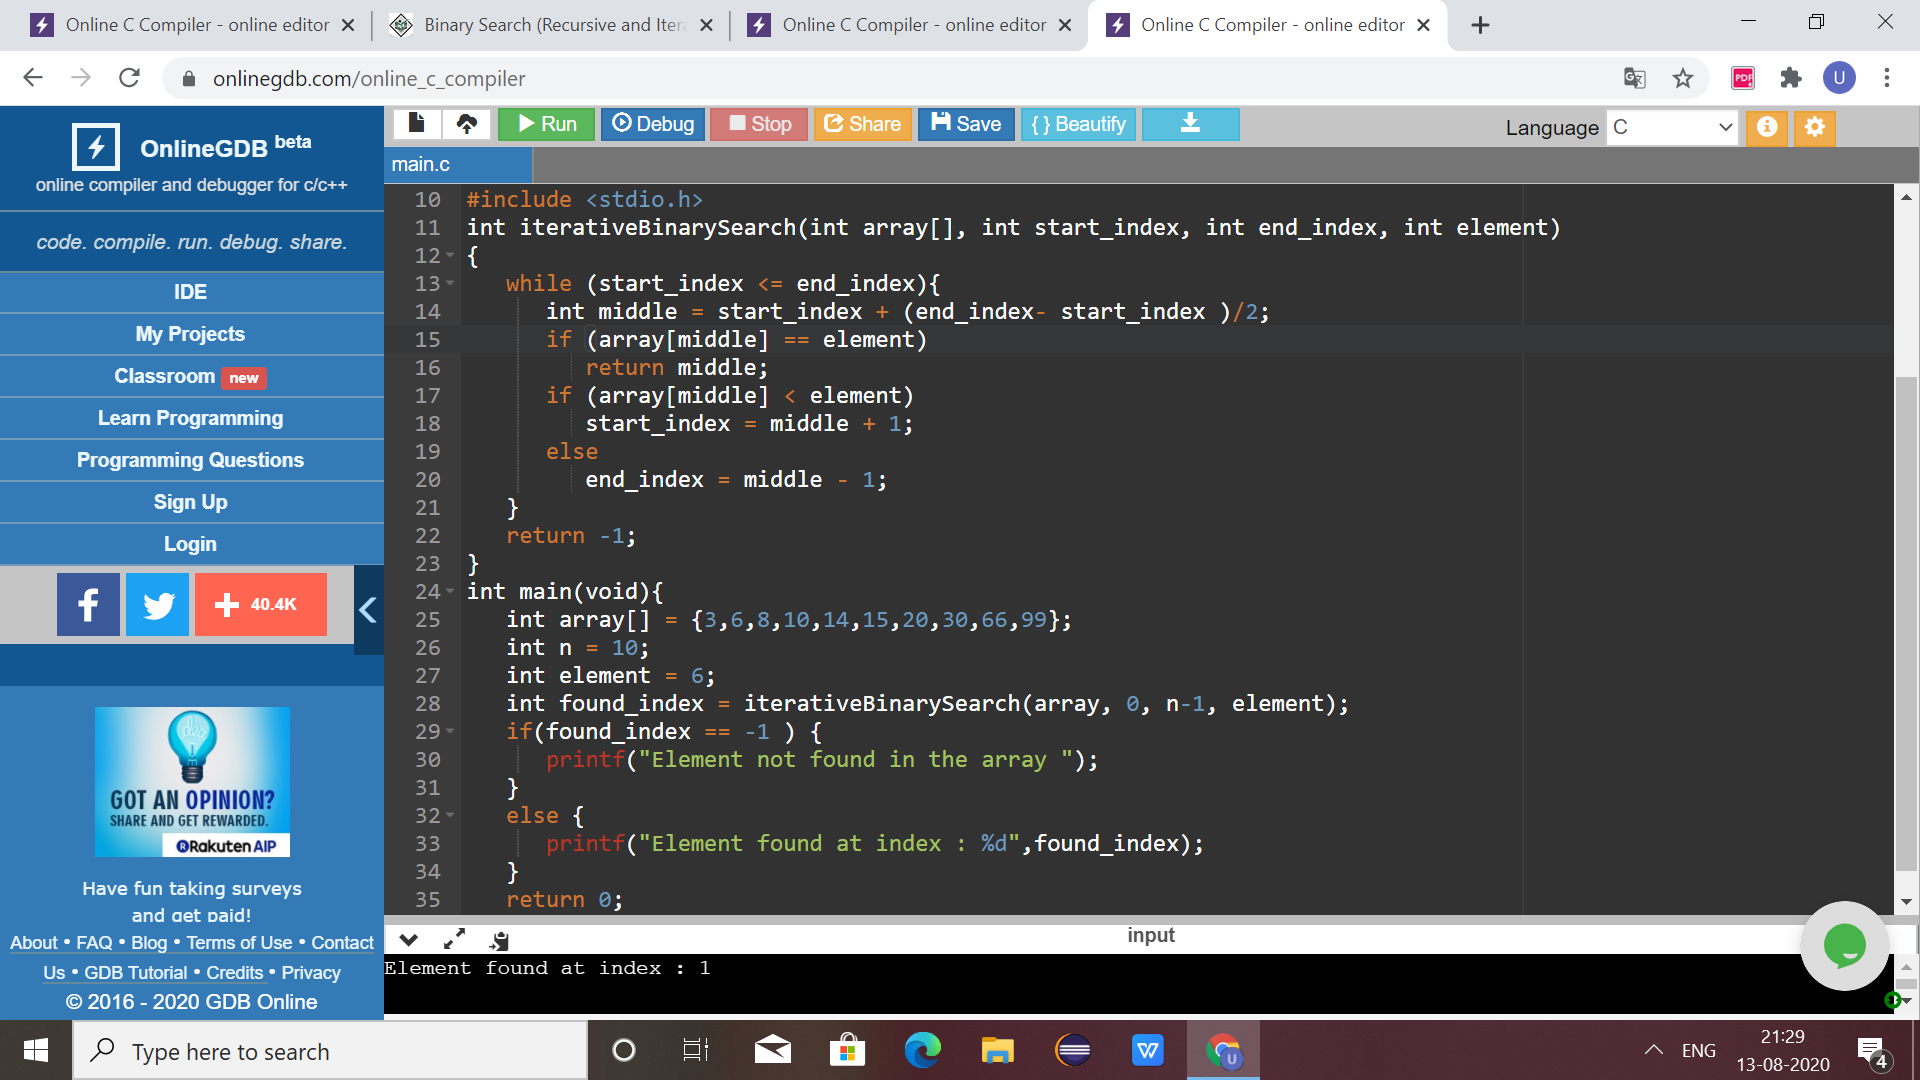 Online C Compiler - online editor
Binary Search (Recursive and Itera
Online C Compiler - online editor
Online C Compiler - online editor
onlinegdb.com/online_c_compiler
PDF
U
OnlineGDB beta
online compiler and debugger for c/c++
code. compile. run. debug. share.
IDE
My Projects
Classroom new
Learn Programming
Programming Questions
Sign Up
Login
40.4K
idea
GOT AN OPINION?
SHARE AND GET REWARDED.
Rakuten AIP
Have fun taking surveys
and get paid!
About • FAQ • Blog • Terms of Use • Contact
Us • GDB Tutorial • Credits • Privacy
© 2016 - 2020 GDB Online
Run Debug Stop Share Save { } Beautify
Language C
main.c
10 #include <stdio.h>
11 int iterativeBinarySearch(int array[], int start_index, int end_index, int element)
12 {
13 while (start_index <= end_index){
14 int middle = start_index + (end_index- start_index )/2;
15 if (array[middle] == element)
16 return middle;
17 if (array[middle] < element)
18 start_index = middle + 1;
19 else
20 end_index = middle - 1;
21 }
22 return -1;
23 }
24 int main(void){
25 int array[] = {3,6,8,10,14,15,20,30,66,99};
26 int n = 10;
27 int element = 6;
28 int found_index = iterativeBinarySearch(array, 0, n-1, element);
29 if(found_index == -1 ) {
30 printf("Element not found in the array ");
31 }
32 else {
33 printf("Element found at index : %d",found_index);
34 }
35 return 0;
input
Element found at index : 1
Type here to search
W
U
ENG
21:29
13-08-2020
4